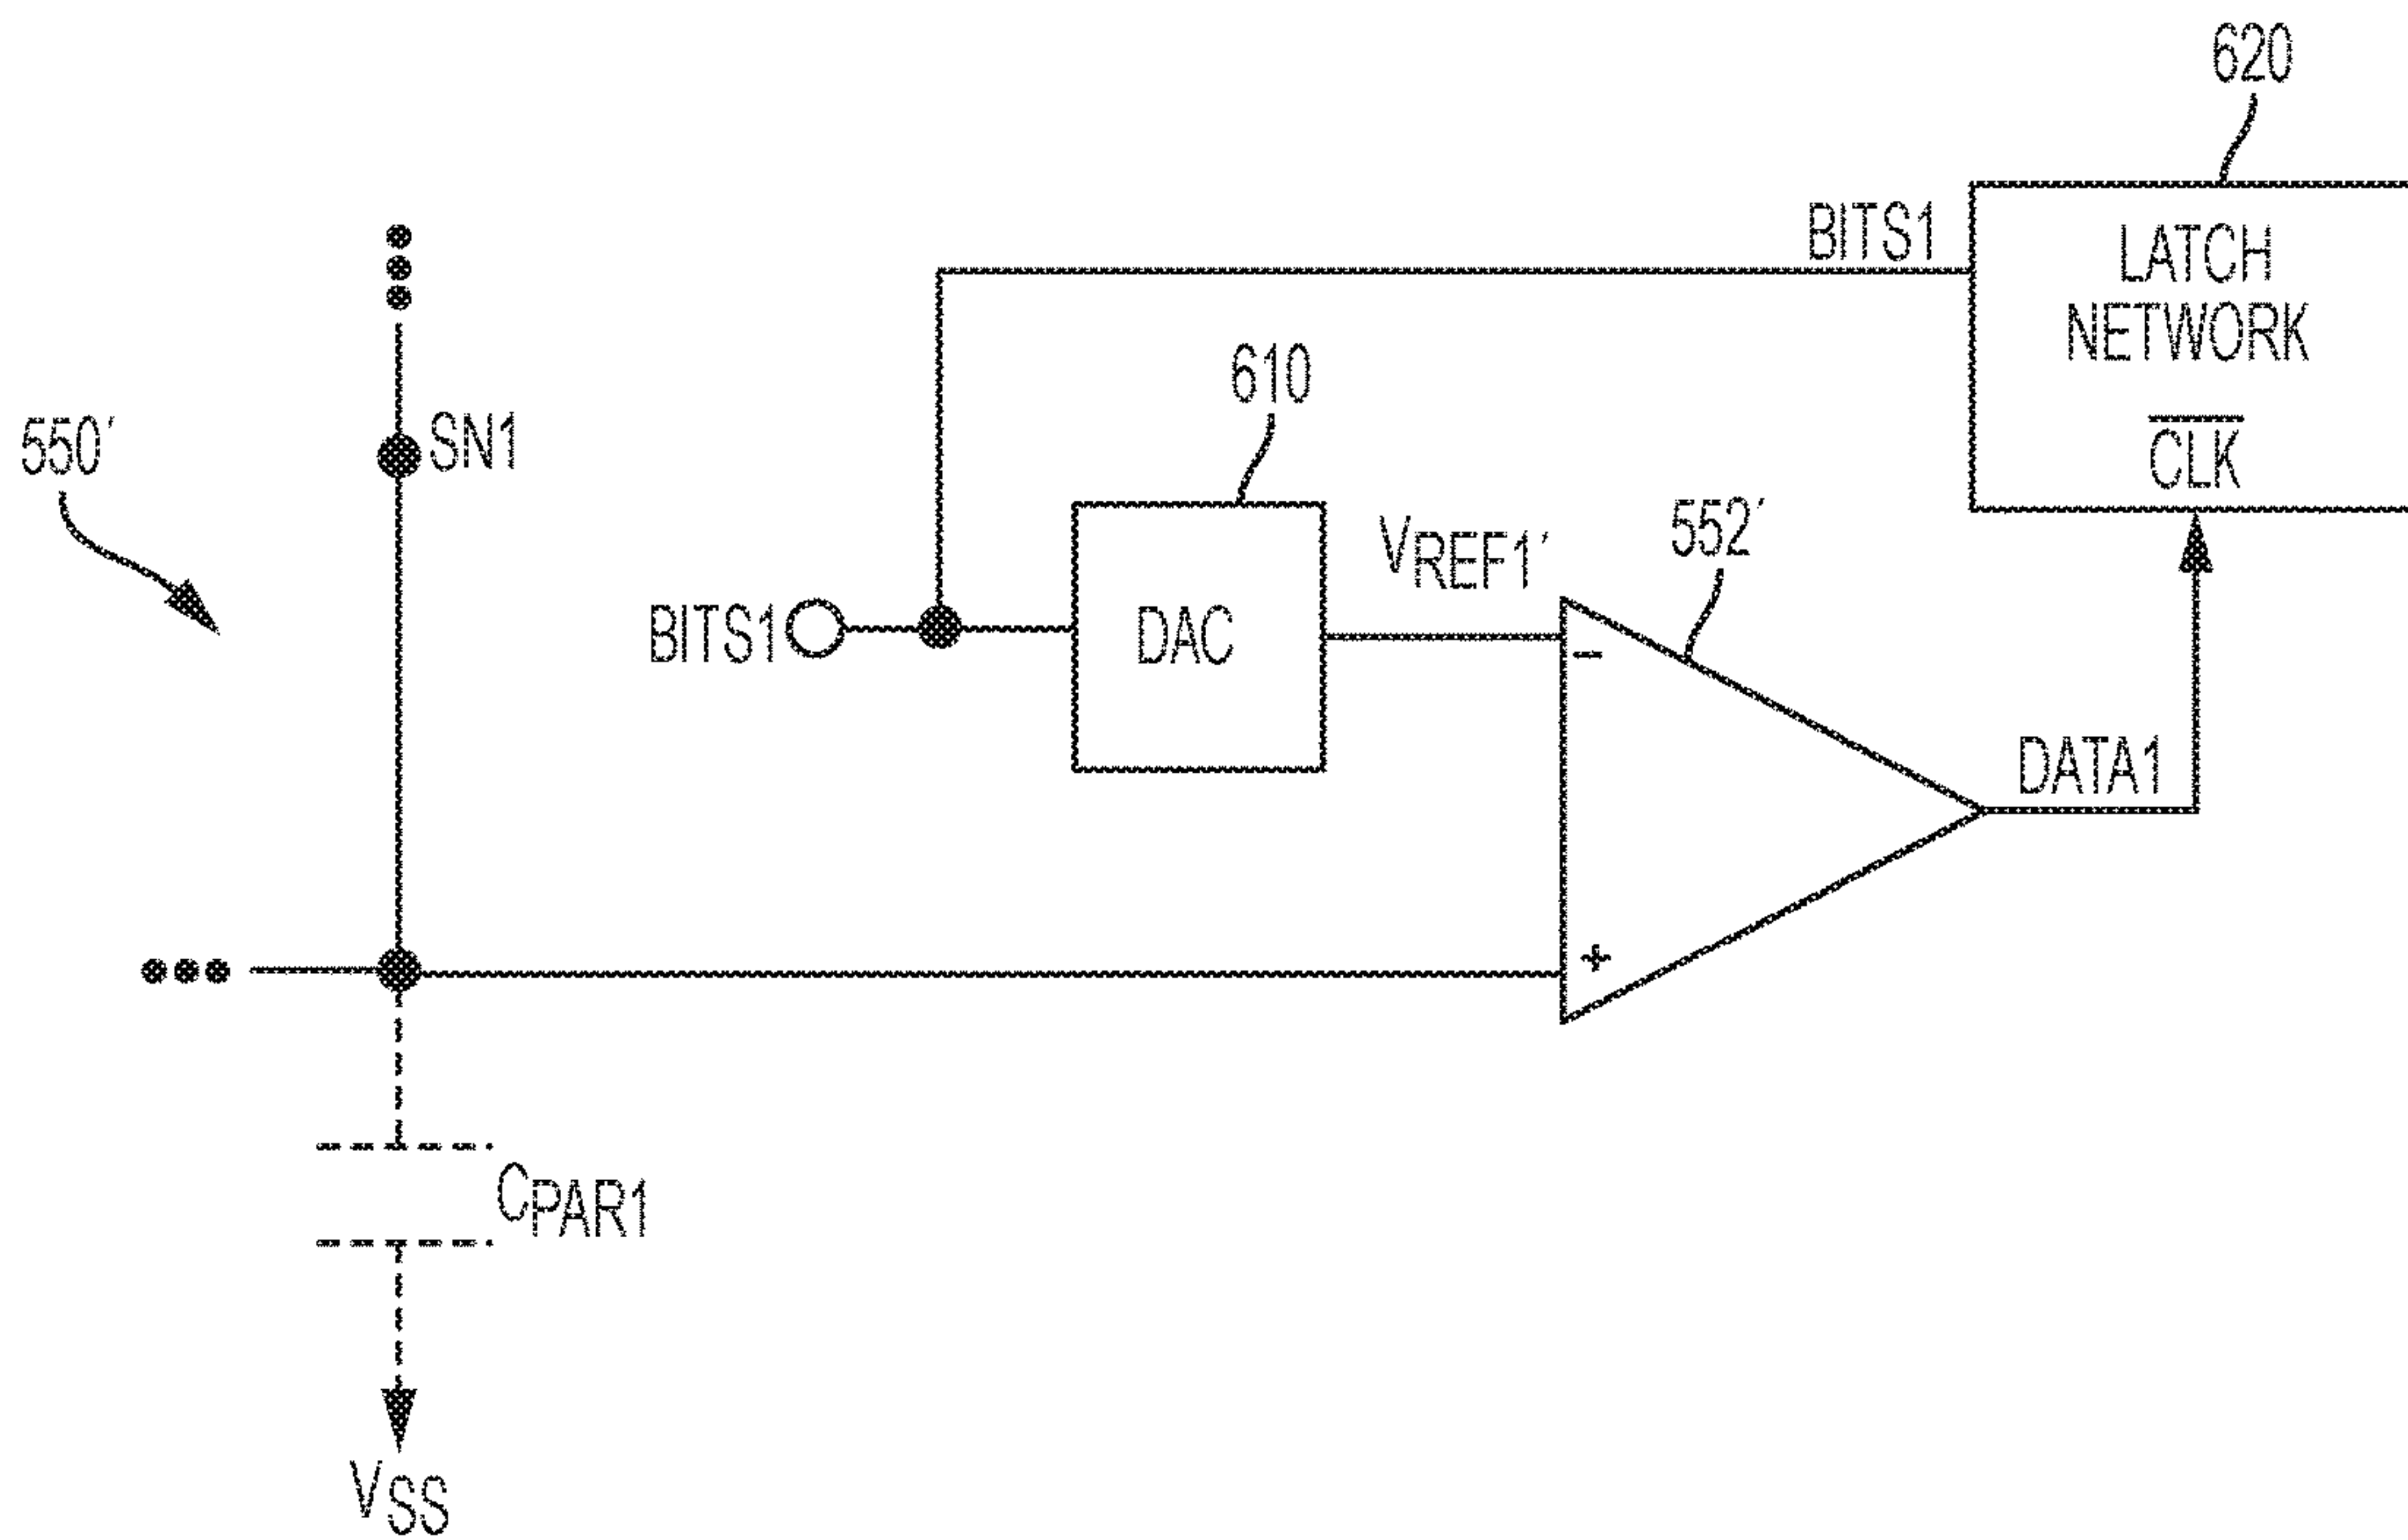 620
BITS1
LATCH
NETWORK
CLK
610
550′
SN1
VREF1′
552′
BITS1
DAC
−
DATA1
+
CPAR1
VSS